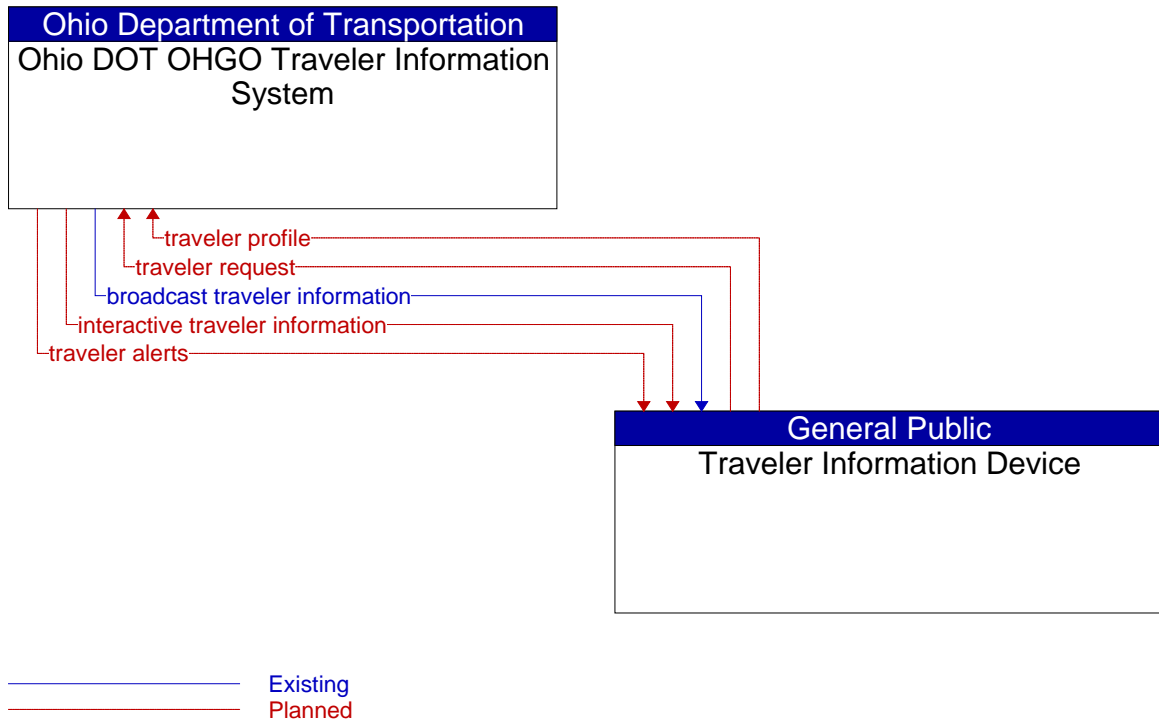 Ohio Department of Transportation
Ohio DOT OHGO Traveler Information
System
traveler profile
traveler request
broadcast traveler information
interactive traveler information
traveler alerts
General Public
Traveler Information Device
Existing
Planned